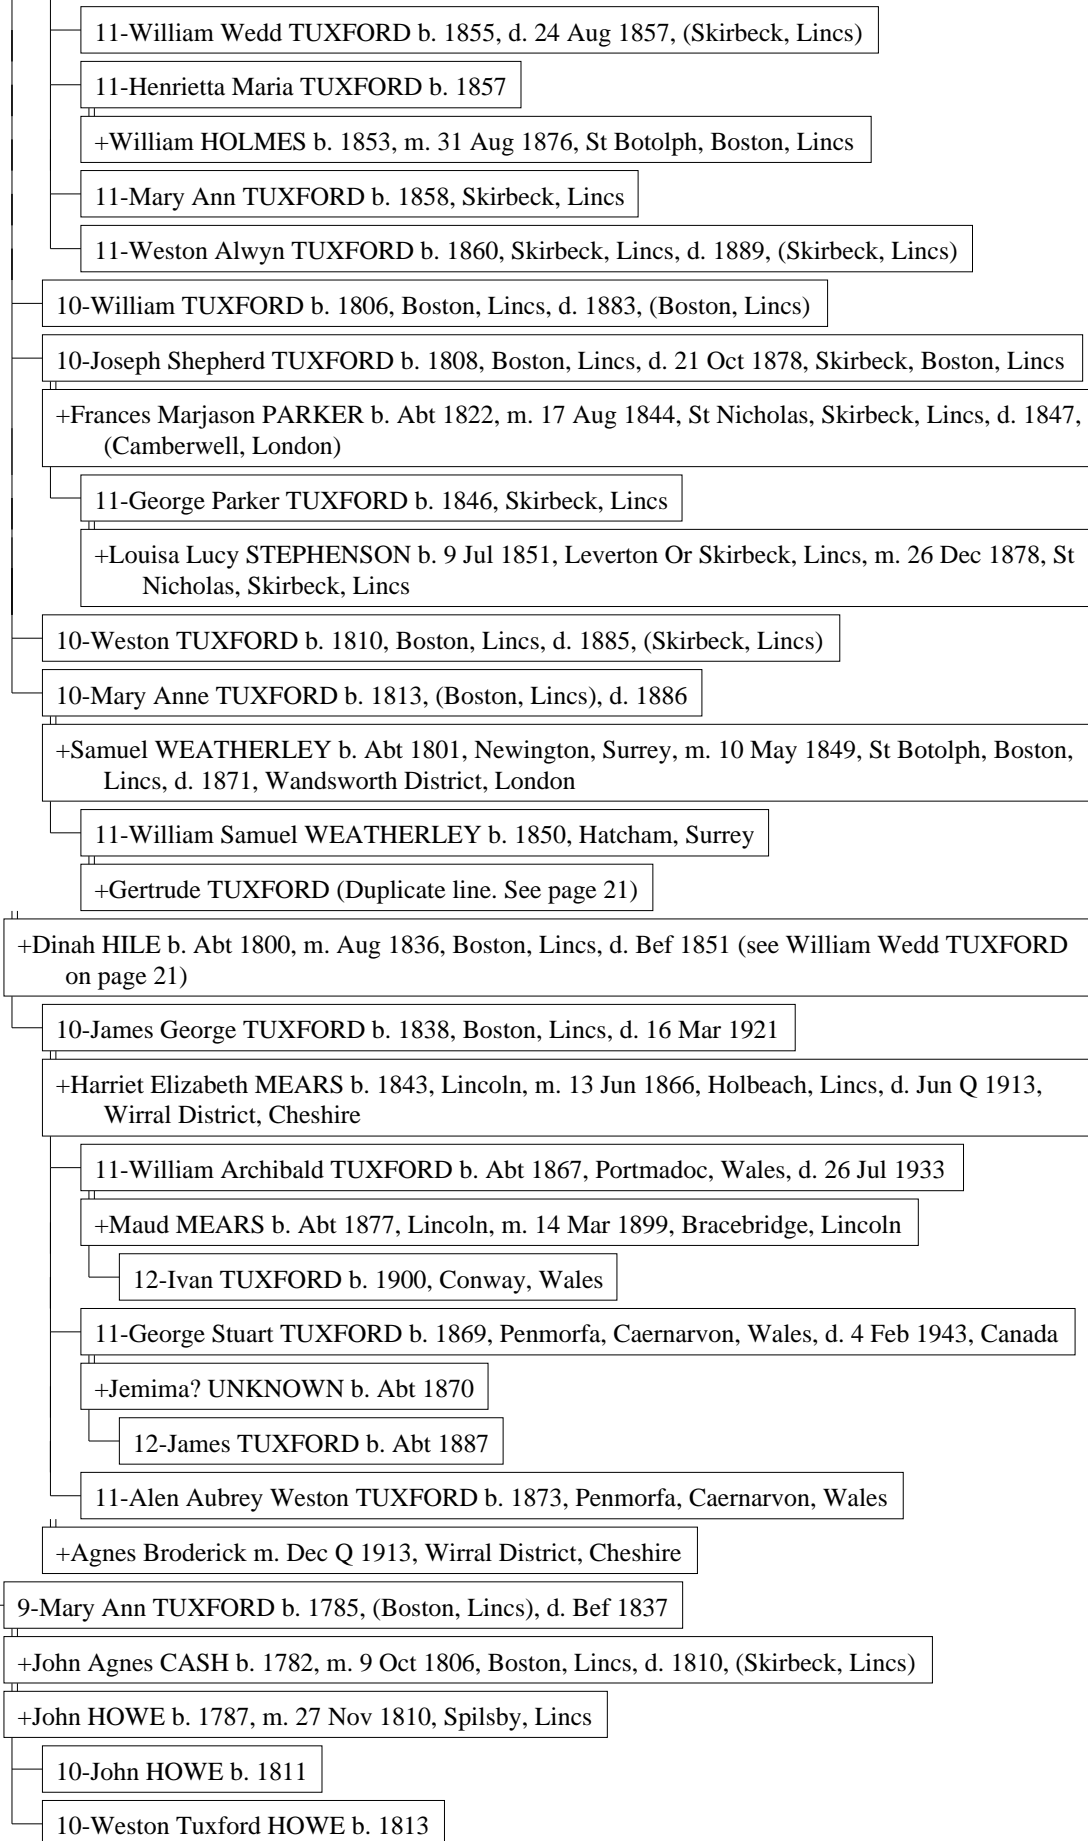 11-William Wedd TUXFORD b. 1855, d. 24 Aug 1857, (Skirbeck, Lincs)
11-Henrietta Maria TUXFORD b. 1857
+William HOLMES b. 1853, m. 31 Aug 1876, St Botolph, Boston, Lincs
11-Mary Ann TUXFORD b. 1858, Skirbeck, Lincs
11-Weston Alwyn TUXFORD b. 1860, Skirbeck, Lincs, d. 1889, (Skirbeck, Lincs)
10-William TUXFORD b. 1806, Boston, Lincs, d. 1883, (Boston, Lincs)
10-Joseph Shepherd TUXFORD b. 1808, Boston, Lincs, d. 21 Oct 1878, Skirbeck, Boston, Lincs
+Frances Marjason PARKER b. Abt 1822, m. 17 Aug 1844, St Nicholas, Skirbeck, Lincs, d. 1847,
(Camberwell, London)
11-George Parker TUXFORD b. 1846, Skirbeck, Lincs
+Louisa Lucy STEPHENSON b. 9 Jul 1851, Leverton Or Skirbeck, Lincs, m. 26 Dec 1878, St
Nicholas, Skirbeck, Lincs
10-Weston TUXFORD b. 1810, Boston, Lincs, d. 1885, (Skirbeck, Lincs)
10-Mary Anne TUXFORD b. 1813, (Boston, Lincs), d. 1886
+Samuel WEATHERLEY b. Abt 1801, Newington, Surrey, m. 10 May 1849, St Botolph, Boston,
Lincs, d. 1871, Wandsworth District, London
11-William Samuel WEATHERLEY b. 1850, Hatcham, Surrey
+Gertrude TUXFORD (Duplicate line. See page 21)
+Dinah HILE b. Abt 1800, m. Aug 1836, Boston, Lincs, d. Bef 1851 (see William Wedd TUXFORD
on page 21)
10-James George TUXFORD b. 1838, Boston, Lincs, d. 16 Mar 1921
+Harriet Elizabeth MEARS b. 1843, Lincoln, m. 13 Jun 1866, Holbeach, Lincs, d. Jun Q 1913,
Wirral District, Cheshire
11-William Archibald TUXFORD b. Abt 1867, Portmadoc, Wales, d. 26 Jul 1933
+Maud MEARS b. Abt 1877, Lincoln, m. 14 Mar 1899, Bracebridge, Lincoln
12-Ivan TUXFORD b. 1900, Conway, Wales
11-George Stuart TUXFORD b. 1869, Penmorfa, Caernarvon, Wales, d. 4 Feb 1943, Canada
+Jemima? UNKNOWN b. Abt 1870
12-James TUXFORD b. Abt 1887
11-Alen Aubrey Weston TUXFORD b. 1873, Penmorfa, Caernarvon, Wales
+Agnes Broderick m. Dec Q 1913, Wirral District, Cheshire
9-Mary Ann TUXFORD b. 1785, (Boston, Lincs), d. Bef 1837
+John Agnes CASH b. 1782, m. 9 Oct 1806, Boston, Lincs, d. 1810, (Skirbeck, Lincs)
+John HOWE b. 1787, m. 27 Nov 1810, Spilsby, Lincs
10-John HOWE b. 1811
10-Weston Tuxford HOWE b. 1813